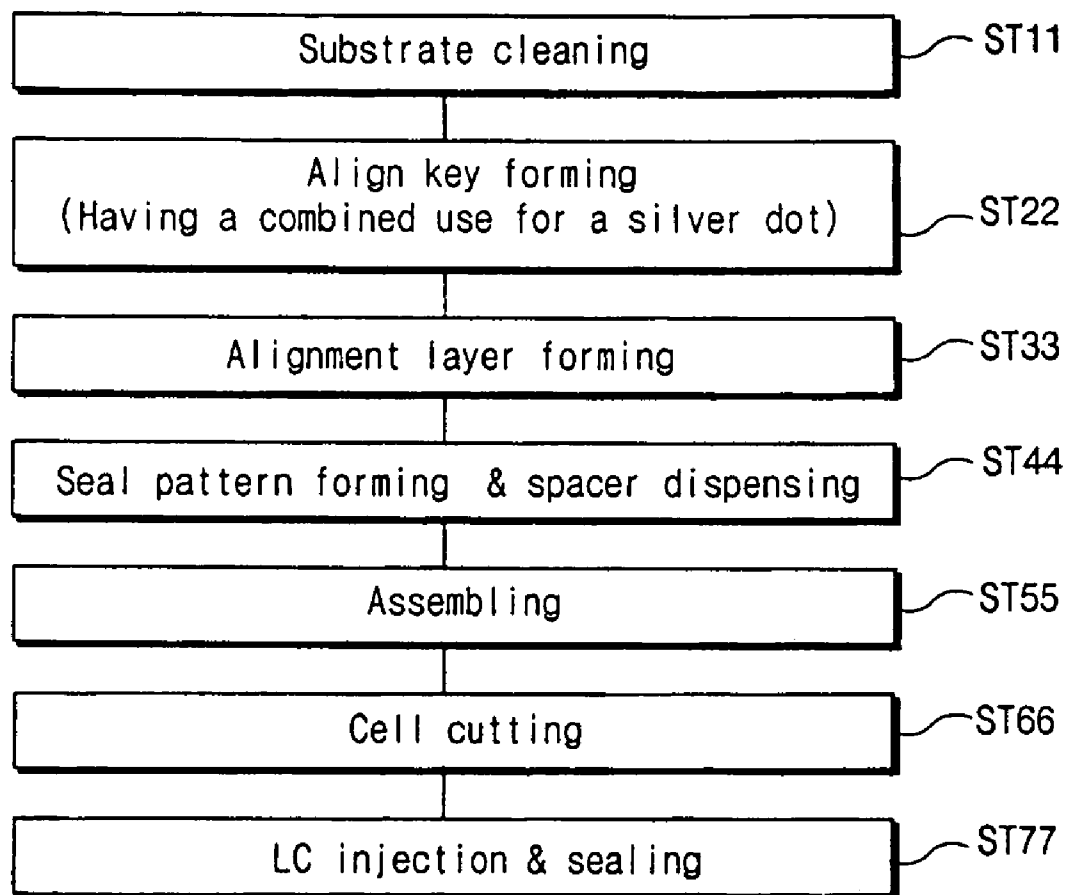 Substrate cleaning
ST11
Align key forming
(Having a combined use for a silver dot)
ST22
Alignment layer forming
ST33
Seal pattern forming & spacer dispensing
ST44
Assembling
ST55
Cell cutting
ST66
LC injection & sealing
ST77